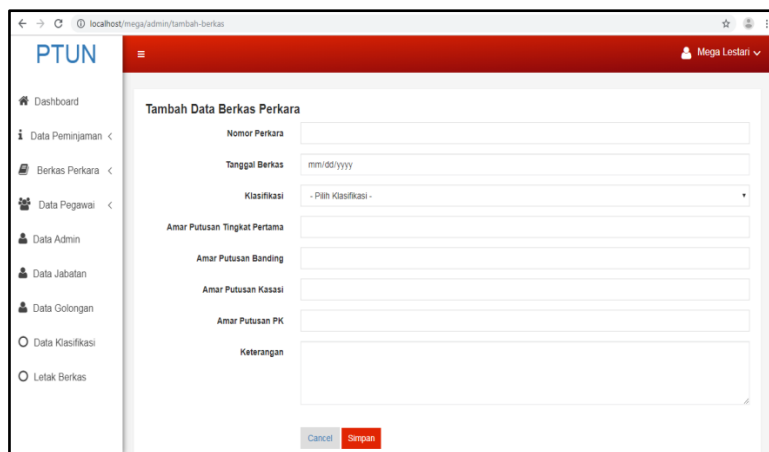 localhost/mega/admin/tambah-berkas
PTUN
Mega Lestari
Dashboard
Data Peminjaman
Berkas Perkara
Data Pegawai
Data Admin
Data Jabatan
Data Golongan
Data Klasifikasi
Letak Berkas
Tambah Data Berkas Perkara
Nomor Perkara
Tanggal Berkas mm/dd/yyyy
Klasifikasi - Pilih Klasifikasi -
Amar Putusan Tingkat Pertama
Amar Putusan Banding
Amar Putusan Kasasi
Amar Putusan PK
Keterangan
Cancel Simpan